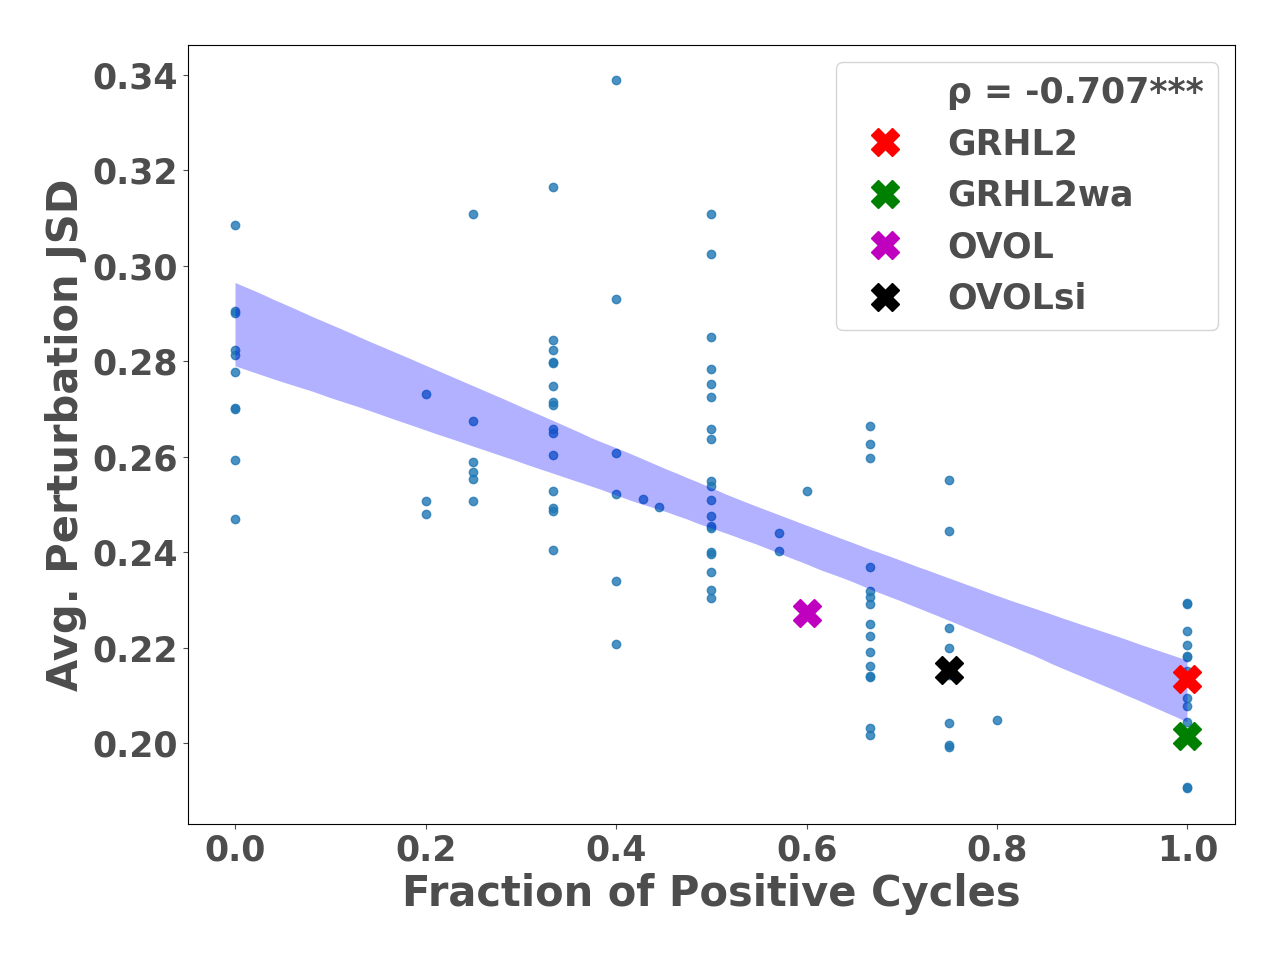 ρ = -0.707***
GRHL2
GRHL2wa
OVOL
OVOLsi
0.34
0.32
0.30
0.28
0.26
0.24
0.22
0.20
Avg. Perturbation JSD
0.0 0.2 0.4 0.6 0.8 1.0
Fraction of Positive Cycles